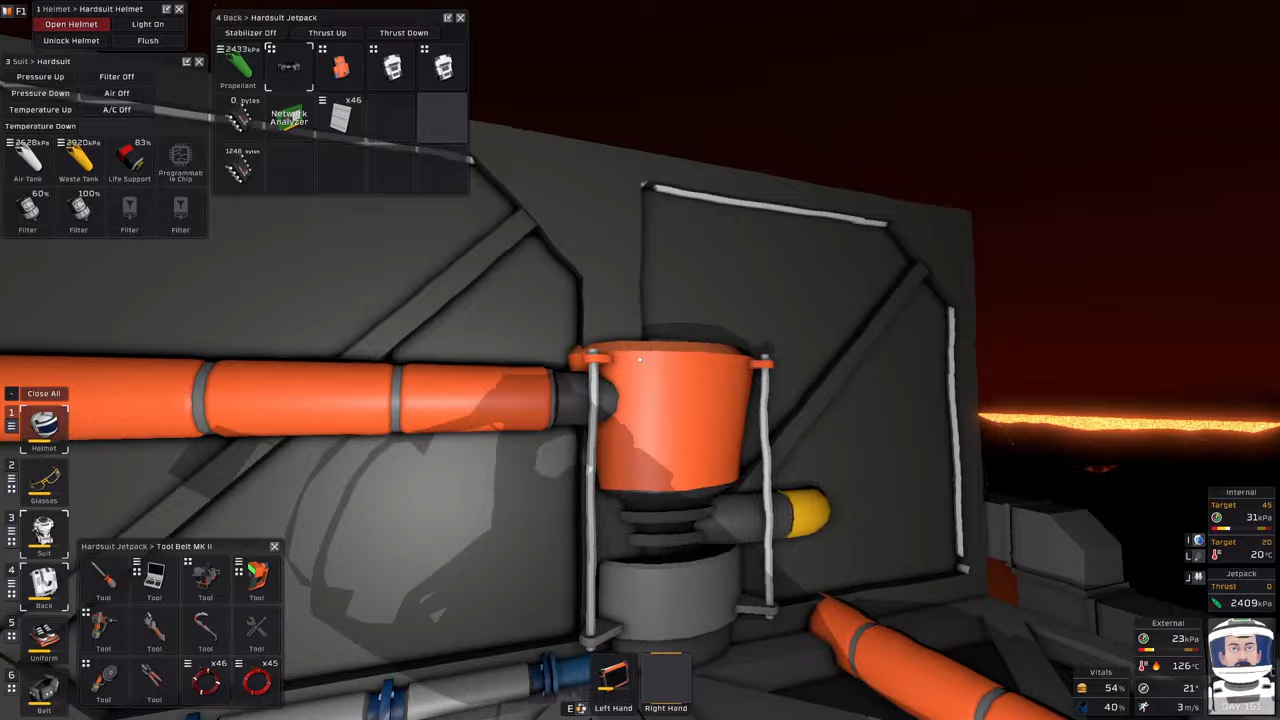 F1
1 Helmet > Hardsuit Helmet
Open Helmet
Light On
Unlock Helmet
Flush
3 Suit > Hardsuit
Pressure Up
Filter Off
Pressure Down
Air Off
Temperature Up
A/C Off
Temperature Down
2628kPa
2920kPa
83%
Air Tank
Waste Tank
Life Support
Programmab
le Chip
60%
100%
Filter
Filter
Filter
Filter
4 Back > Hardsuit Jetpack
Stabilizer Off
Thrust Up
Thrust Down
2433kPa
Propellant
0 bytes
Network
Analyzer
x46
1248 bytes
Close All
1
Helmet
2
Glasses
3
Suit
4
Back
5
Uniform
6
Belt
Hardsuit Jetpack > Tool Belt MK II
Tool
Tool
Tool
Tool
Tool
Tool
Tool
Tool
x46
x45
Tool
Tool
Tool
Tool
E
Left Hand
Right Hand
Internal
Target 45
31kPa
Target 20
20°C
I
L
J
Jetpack
Thrust 0
2409kPa
External
23kPa
126°C
21°
3m/s
Vitals
54%
40%
DAY 161